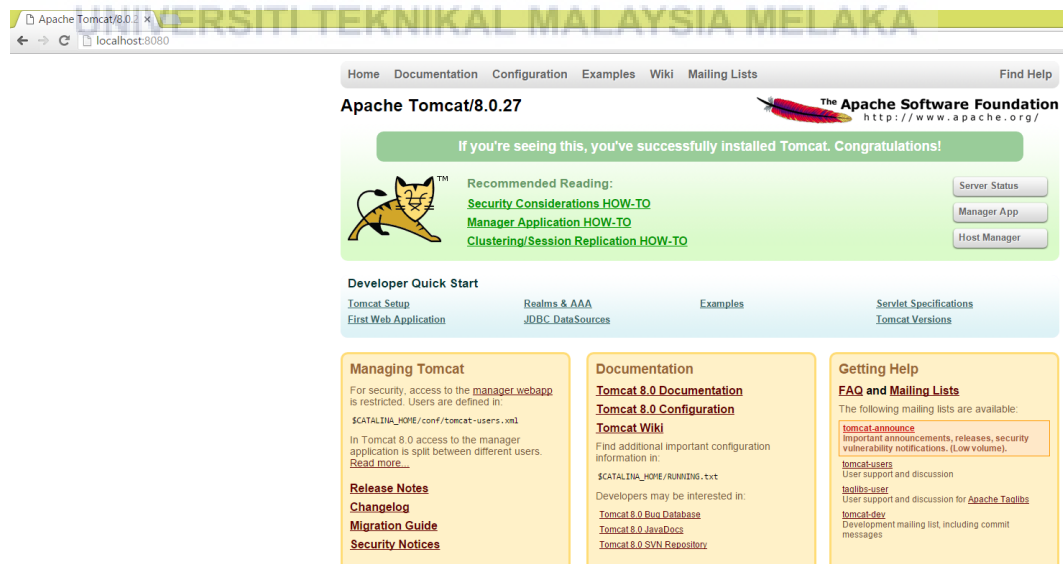 Apache Tomcat/8.0.2
UNIVERSITI TEKNIKAL MALAYSIA MELAKA
localhost:8080
Home Documentation Configuration Examples Wiki Mailing Lists Find Help
Apache Tomcat/8.0.27
The Apache Software Foundation
http://www.apache.org/
If you're seeing this, you've successfully installed Tomcat. Congratulations!
TM
Recommended Reading:
Security Considerations HOW-TO
Manager Application HOW-TO
Clustering/Session Replication HOW-TO
Server Status
Manager App
Host Manager
Developer Quick Start
Tomcat Setup
First Web Application
Realms & AAA
JDBC DataSources
Examples
Servlet Specifications
Tomcat Versions
Managing Tomcat
For security, access to the manager webapp
is restricted. Users are defined in:
$CATALINA_HOME/conf/tomcat-users.xml
In Tomcat 8.0 access to the manager
application is split between different users.
Read more...
Release Notes
Changelog
Migration Guide
Security Notices
Documentation
Tomcat 8.0 Documentation
Tomcat 8.0 Configuration
Tomcat Wiki
Find additional important configuration
information in:
$CATALINA_HOME/RUNNING.txt
Developers may be interested in:
Tomcat 8.0 Bug Database
Tomcat 8.0 JavaDocs
Tomcat 8.0 SVN Repository
Getting Help
FAQ and Mailing Lists
The following mailing lists are available:
tomcat-announce
Important announcements, releases, security
vulnerability notifications. (Low volume).
tomcat-users
User support and discussion
taglibs-user
User support and discussion for Apache Taglibs
tomcat-dev
Development mailing list, including commit
messages